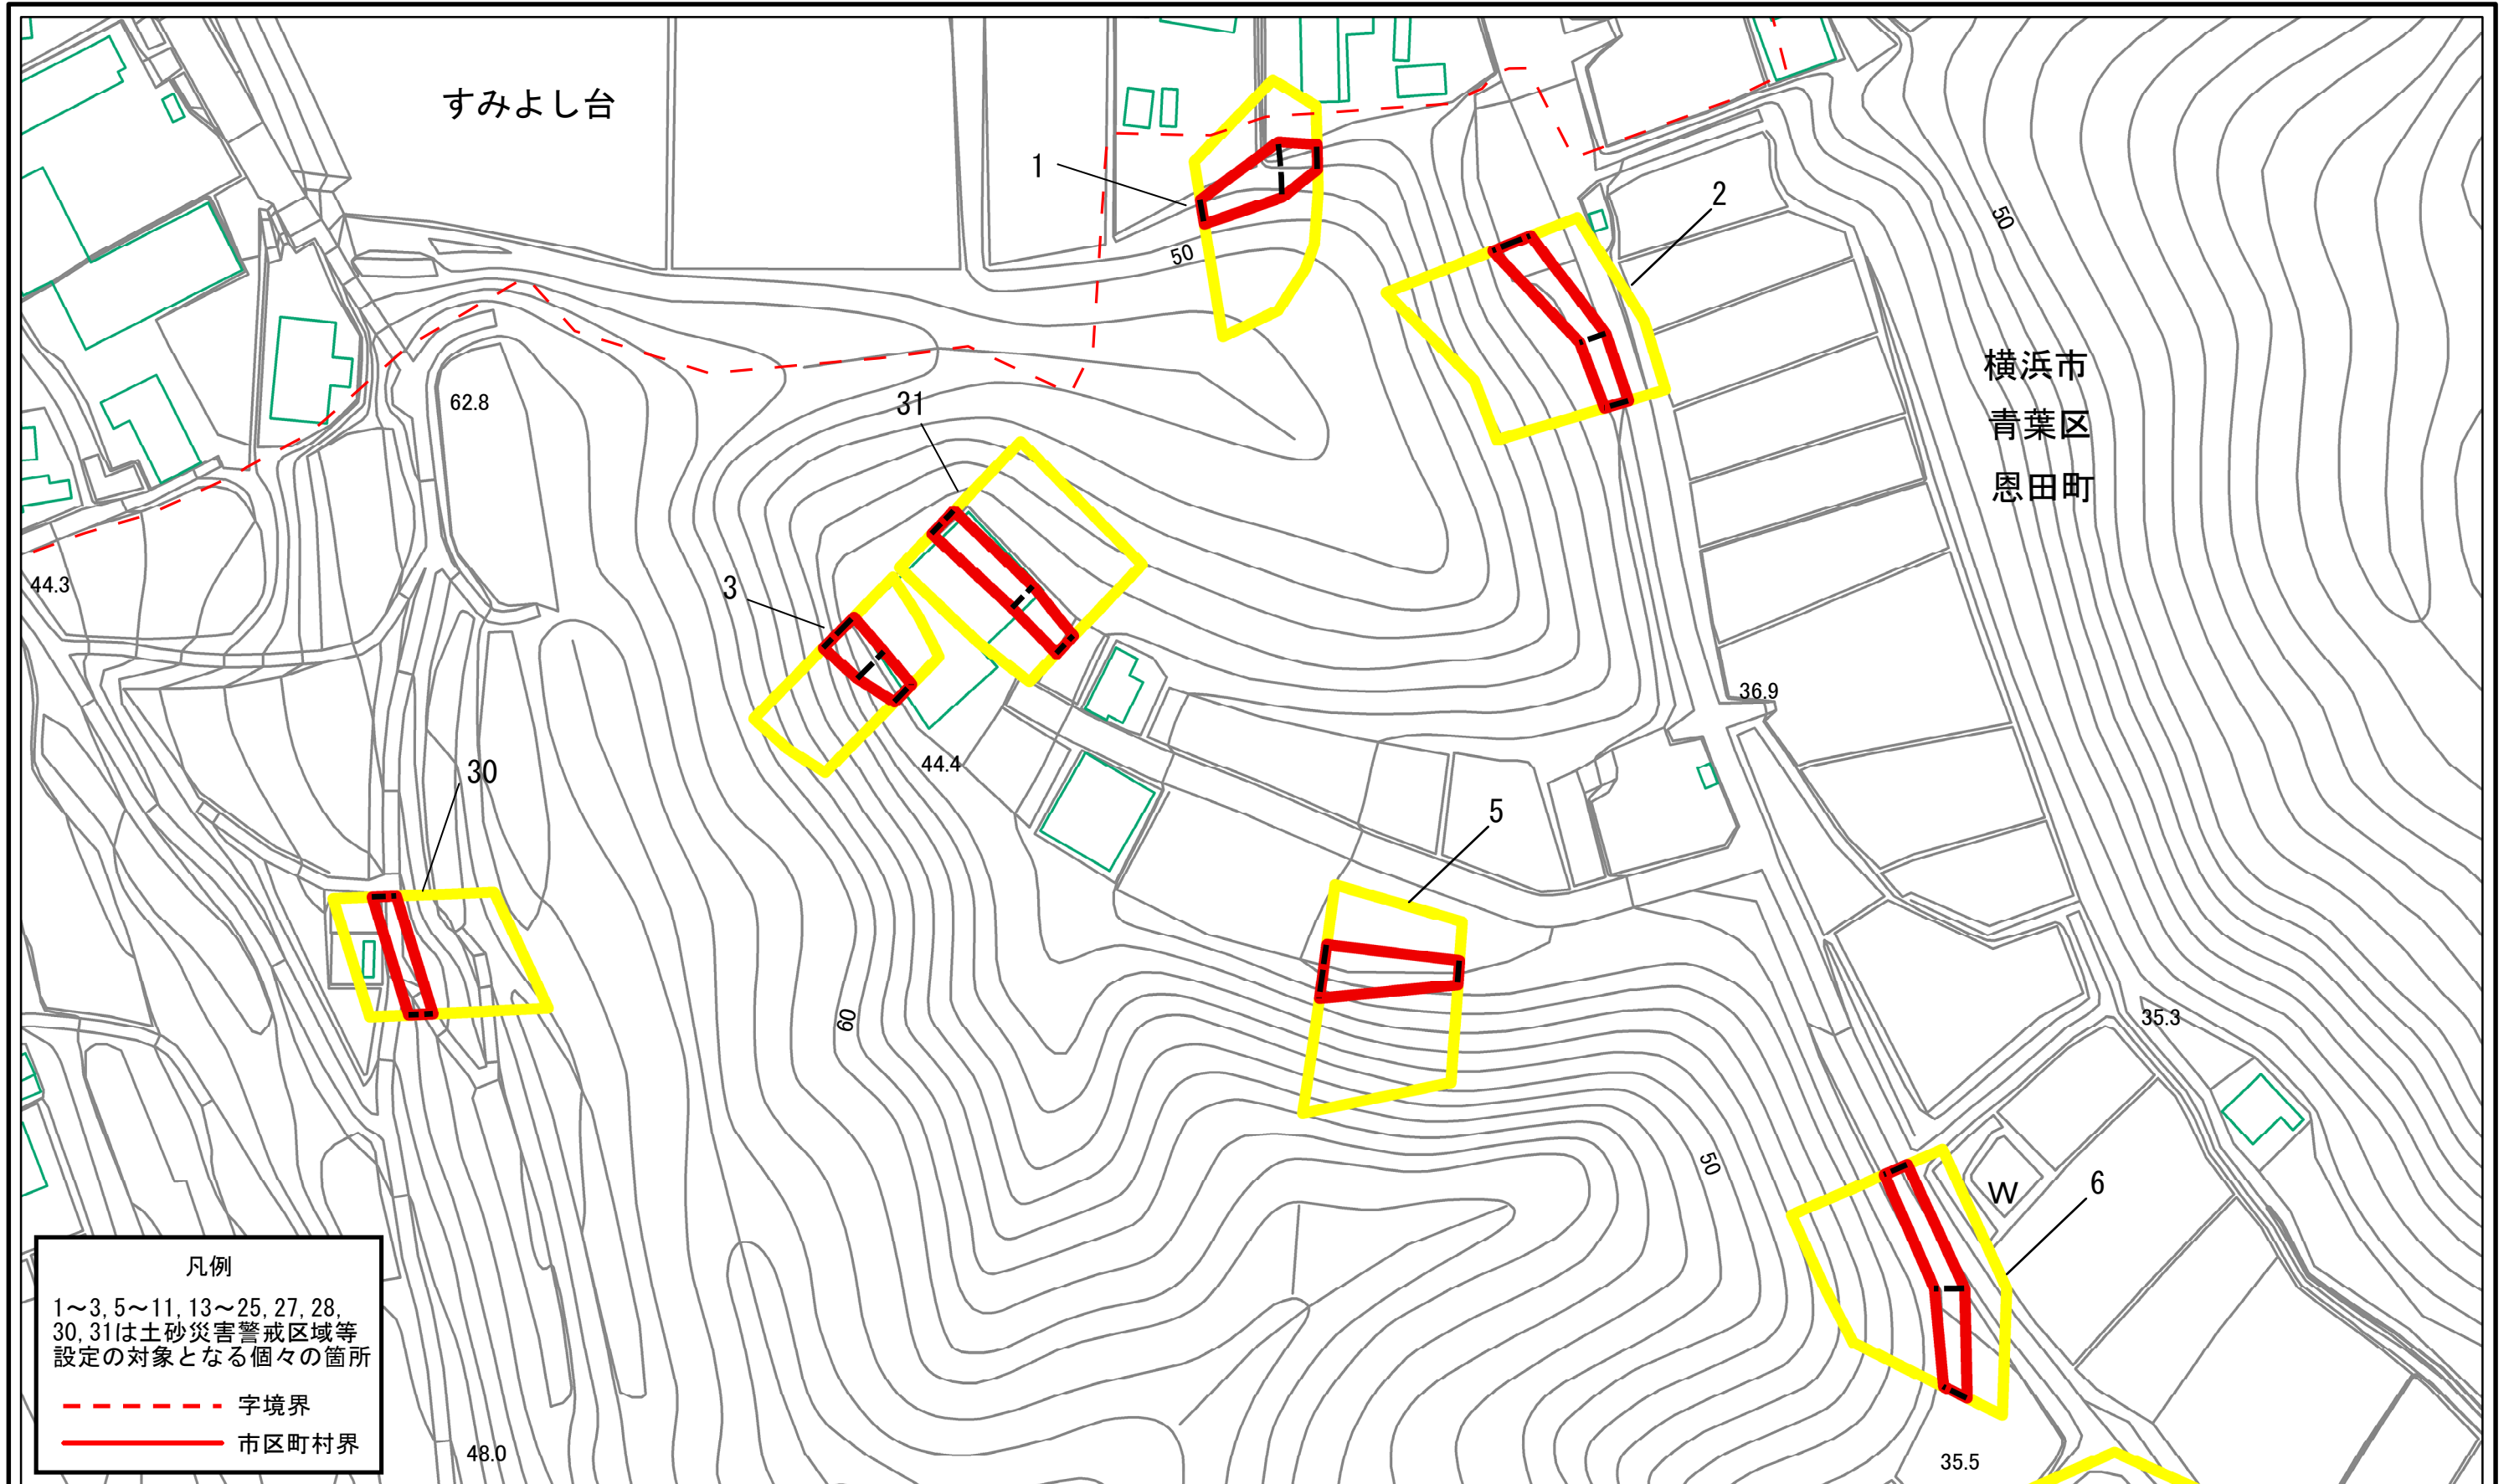 すみよし台
1
2
50
50
横浜市
青葉区
恩田町
62.8
31
44.3
3
36.9
44.4
30
5
60
35.3
50
W
6
凡例
1～3, 5～11, 13～25, 27, 28,
30, 31は土砂災害警戒区域等
設定の対象となる個々の箇所
字境界
市区町村界
48.0
35.5